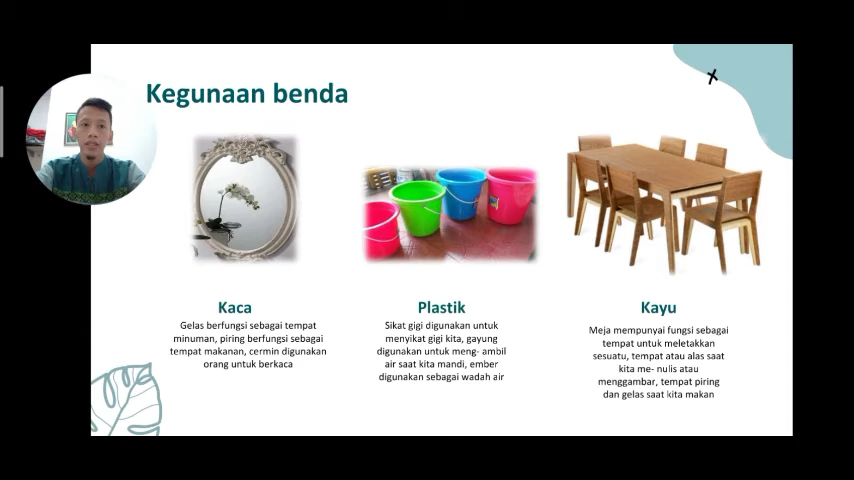 Kegunaan benda
Kaca
Gelas berfungsi sebagai tempat
minuman, piring berfungsi sebagai
tempat makanan, cermin digunakan
orang untuk berkaca
Plastik
Sikat gigi digunakan untuk
menyikat gigi kita, gayung
digunakan untuk meng- ambil
air saat kita mandi, ember
digunakan sebagai wadah air
Kayu
Meja mempunyai fungsi sebagai
tempat untuk meletakkan
sesuatu, tempat atau alas saat
kita me- nulis atau
menggambar, tempat piring
dan gelas saat kita makan